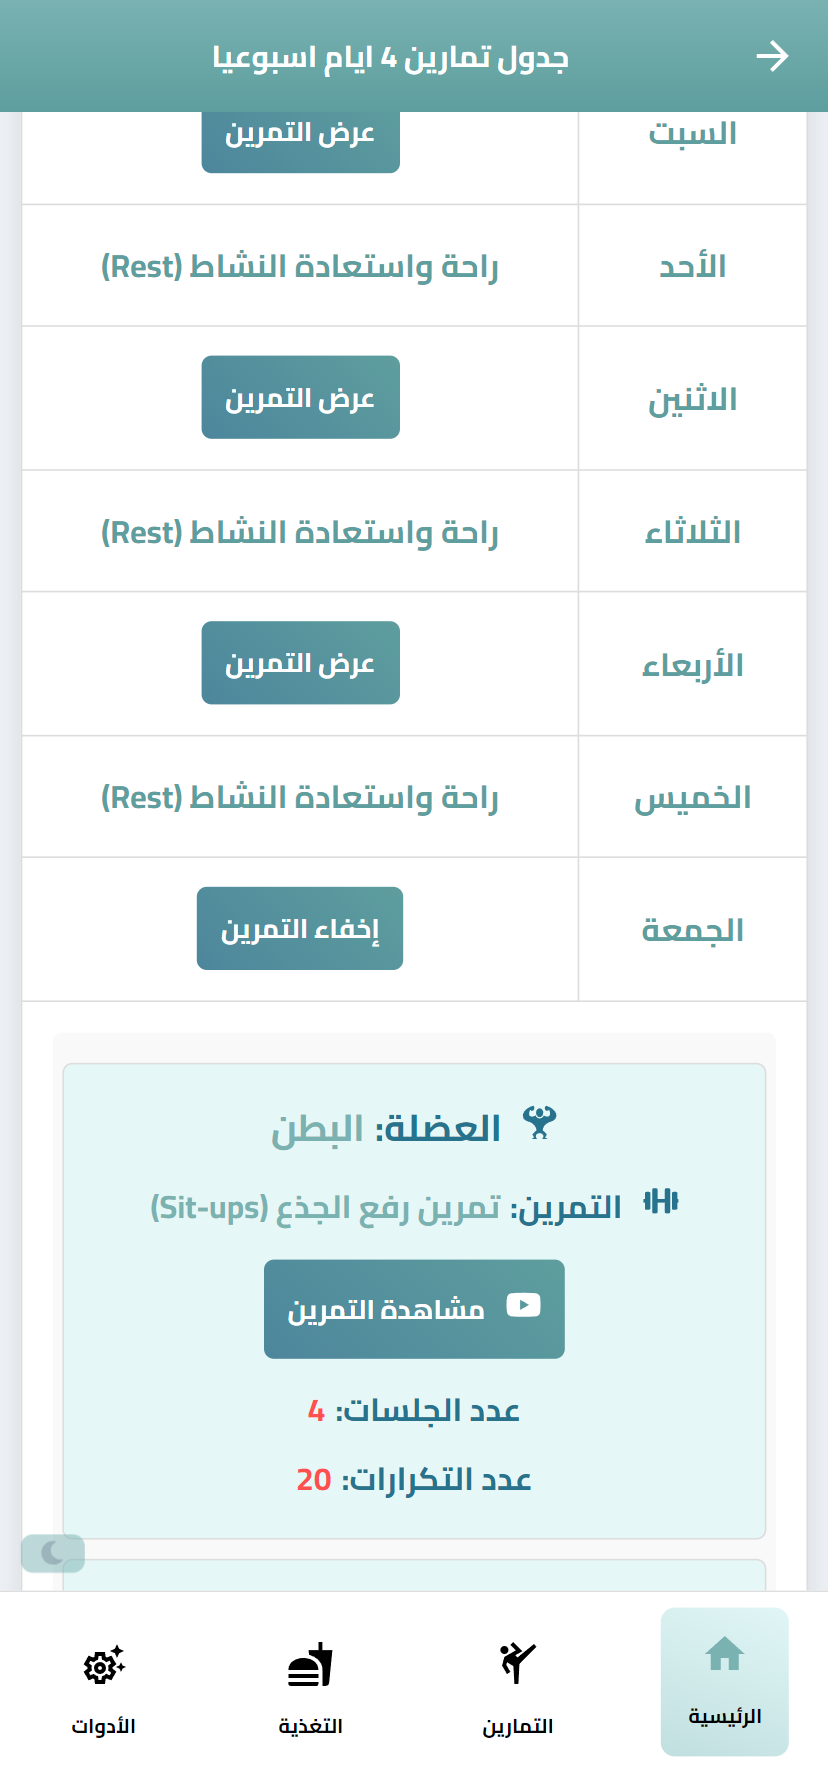 جدول تمارين 4 ايام اسبوعيا
السبت
عرض التمرين
الأحد
راحة واستعادة النشاط (Rest)
الاثنين
عرض التمرين
الثلاثاء
راحة واستعادة النشاط (Rest)
الأربعاء
عرض التمرين
الخميس
راحة واستعادة النشاط (Rest)
الجمعة
إخفاء التمرين
العضلة: البطن
التمرين: تمرين رفع الجذع (Sit-ups)
مشاهدة التمرين
عدد الجلسات: 4
عدد التكرارات: 20
الرئيسية
التمارين
التغذية
الأدوات